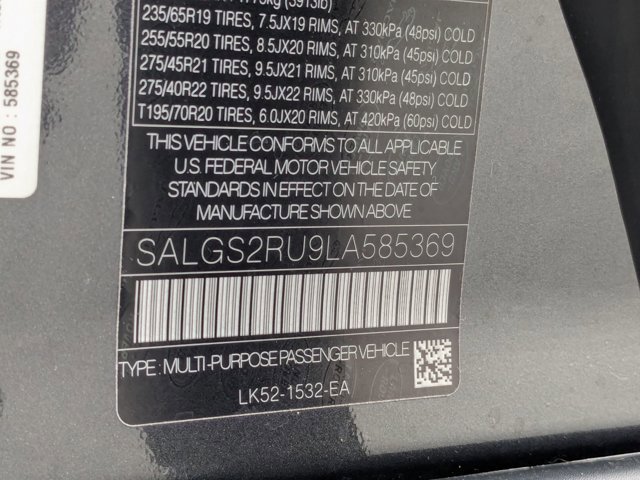 235/65R19 TIRES, 7.5JX19 RIMS, AT 330kPa (48psi) COLD
255/55R20 TIRES, 8.5JX20 RIMS, AT 310kPa (45psi) COLD
275/45R21 TIRES, 9.5JX21 RIMS, AT 310kPa (45psi) COLD
275/40R22 TIRES, 9.5JX22 RIMS, AT 330kPa (48psi) COLD
T195/70R20 TIRES, 6.0JX20 RIMS, AT 420kPa (60psi) COLD
THIS VEHICLE CONFORMS TO ALL APPLICABLE
U.S. FEDERAL MOTOR VEHICLE SAFETY
STANDARDS IN EFFECT ON THE DATE OF
MANUFACTURE SHOWN ABOVE.
SALGS2RU9LA585369
TYPE: MULTI-PURPOSE PASSENGER VEHICLE
LK52-1532-EA
VIN NO : 585369